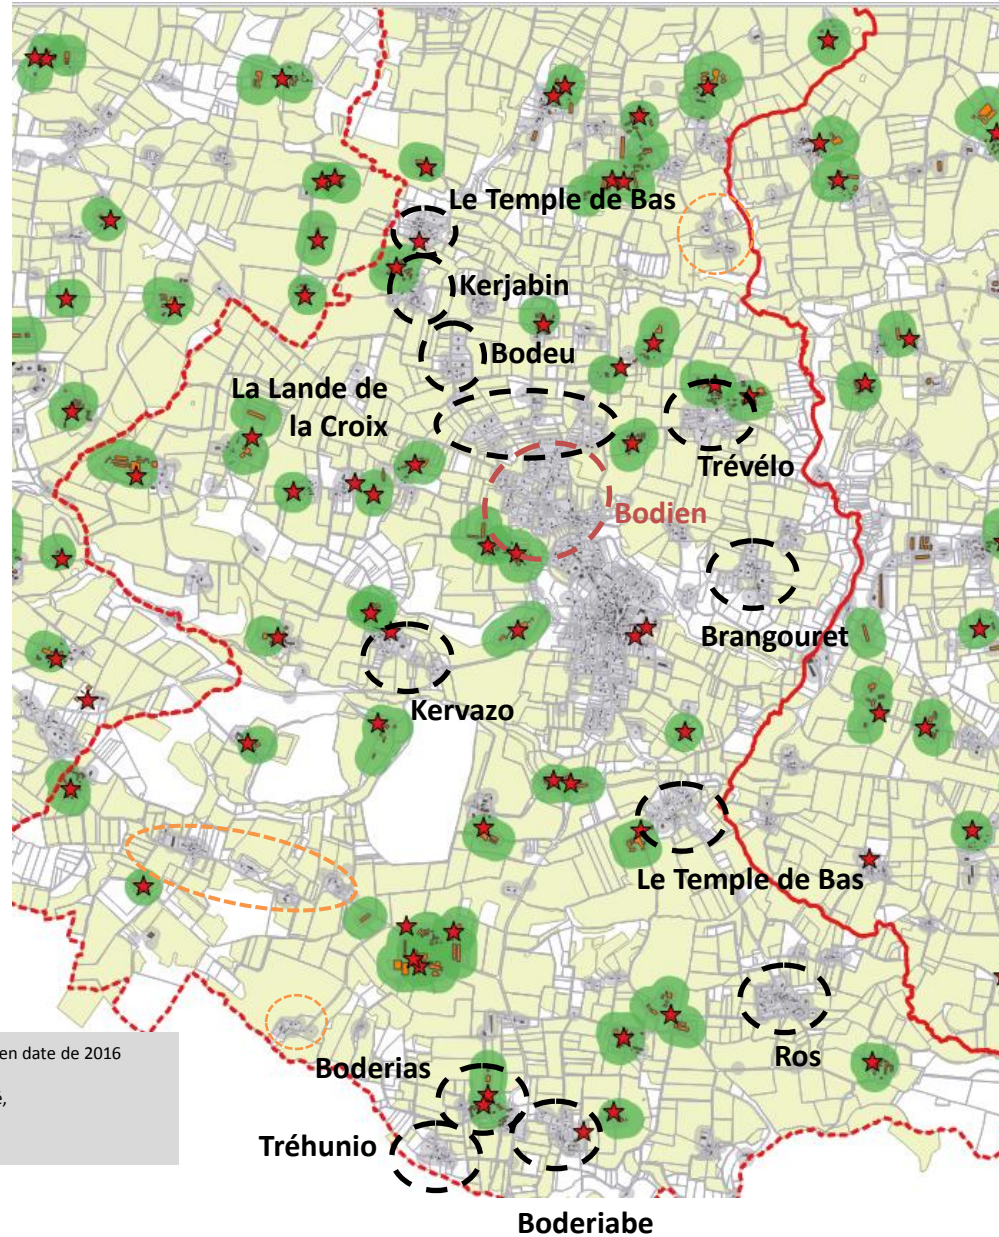 Le Temple de Bas
Kerjabin
Bodeu
La Lande de
la Croix
Trévélo
Bodien
Brangouret
Kervazo
Le Temple de Bas
en date de 2016
Ros
Boderias
Tréhunio
Boderiabe